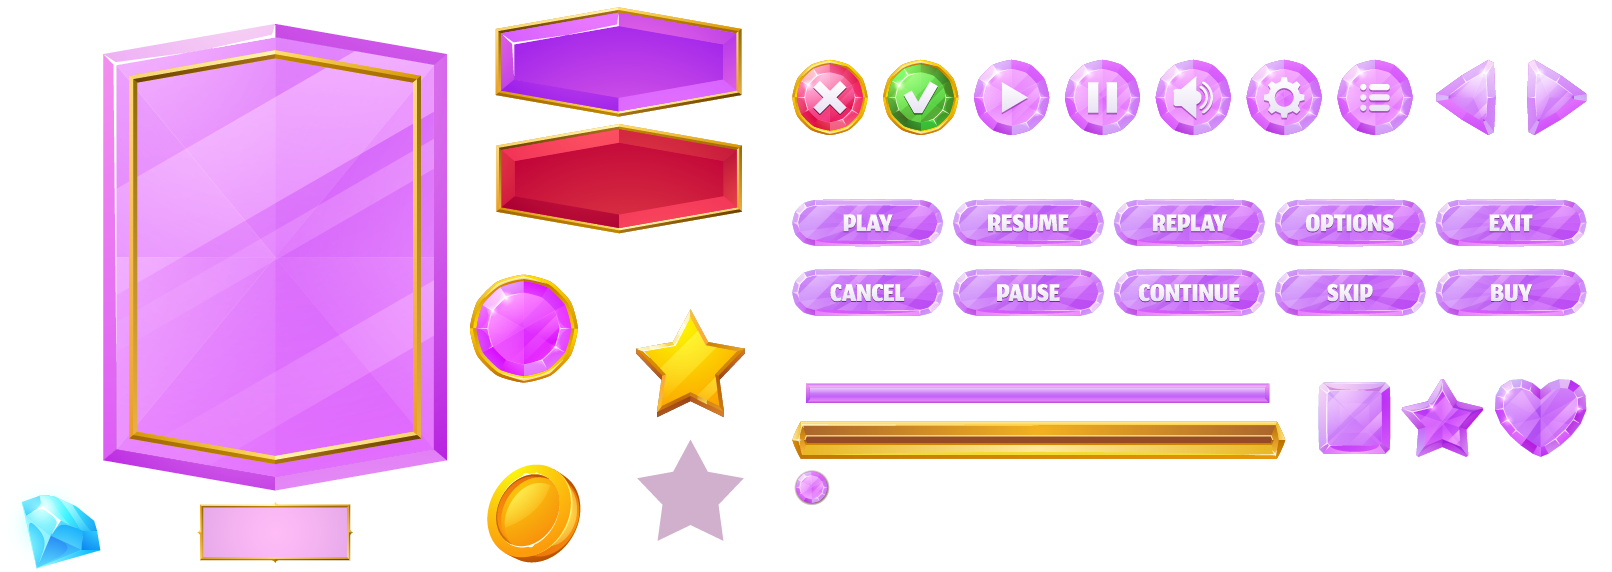 PLAY RESUME REPLAY OPTIONS EXIT
CANCEL PAUSE CONTINUE SKIP BUY